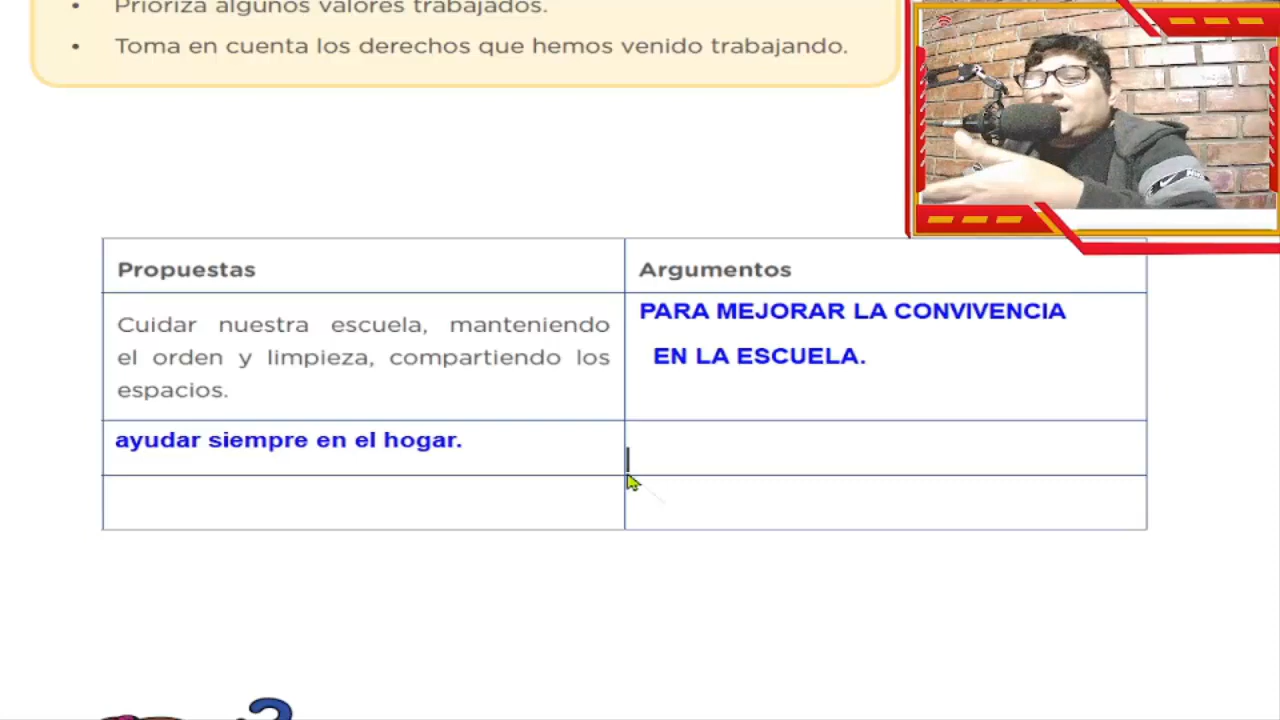 • Prioriza algunos valores trabajados.
• Toma en cuenta los derechos que hemos venido trabajando.
Propuestas
Argumentos
Cuidar nuestra escuela, manteniendo
el orden y limpieza, compartiendo los
espacios.
PARA MEJORAR LA CONVIVENCIA
EN LA ESCUELA.
ayudar siempre en el hogar.